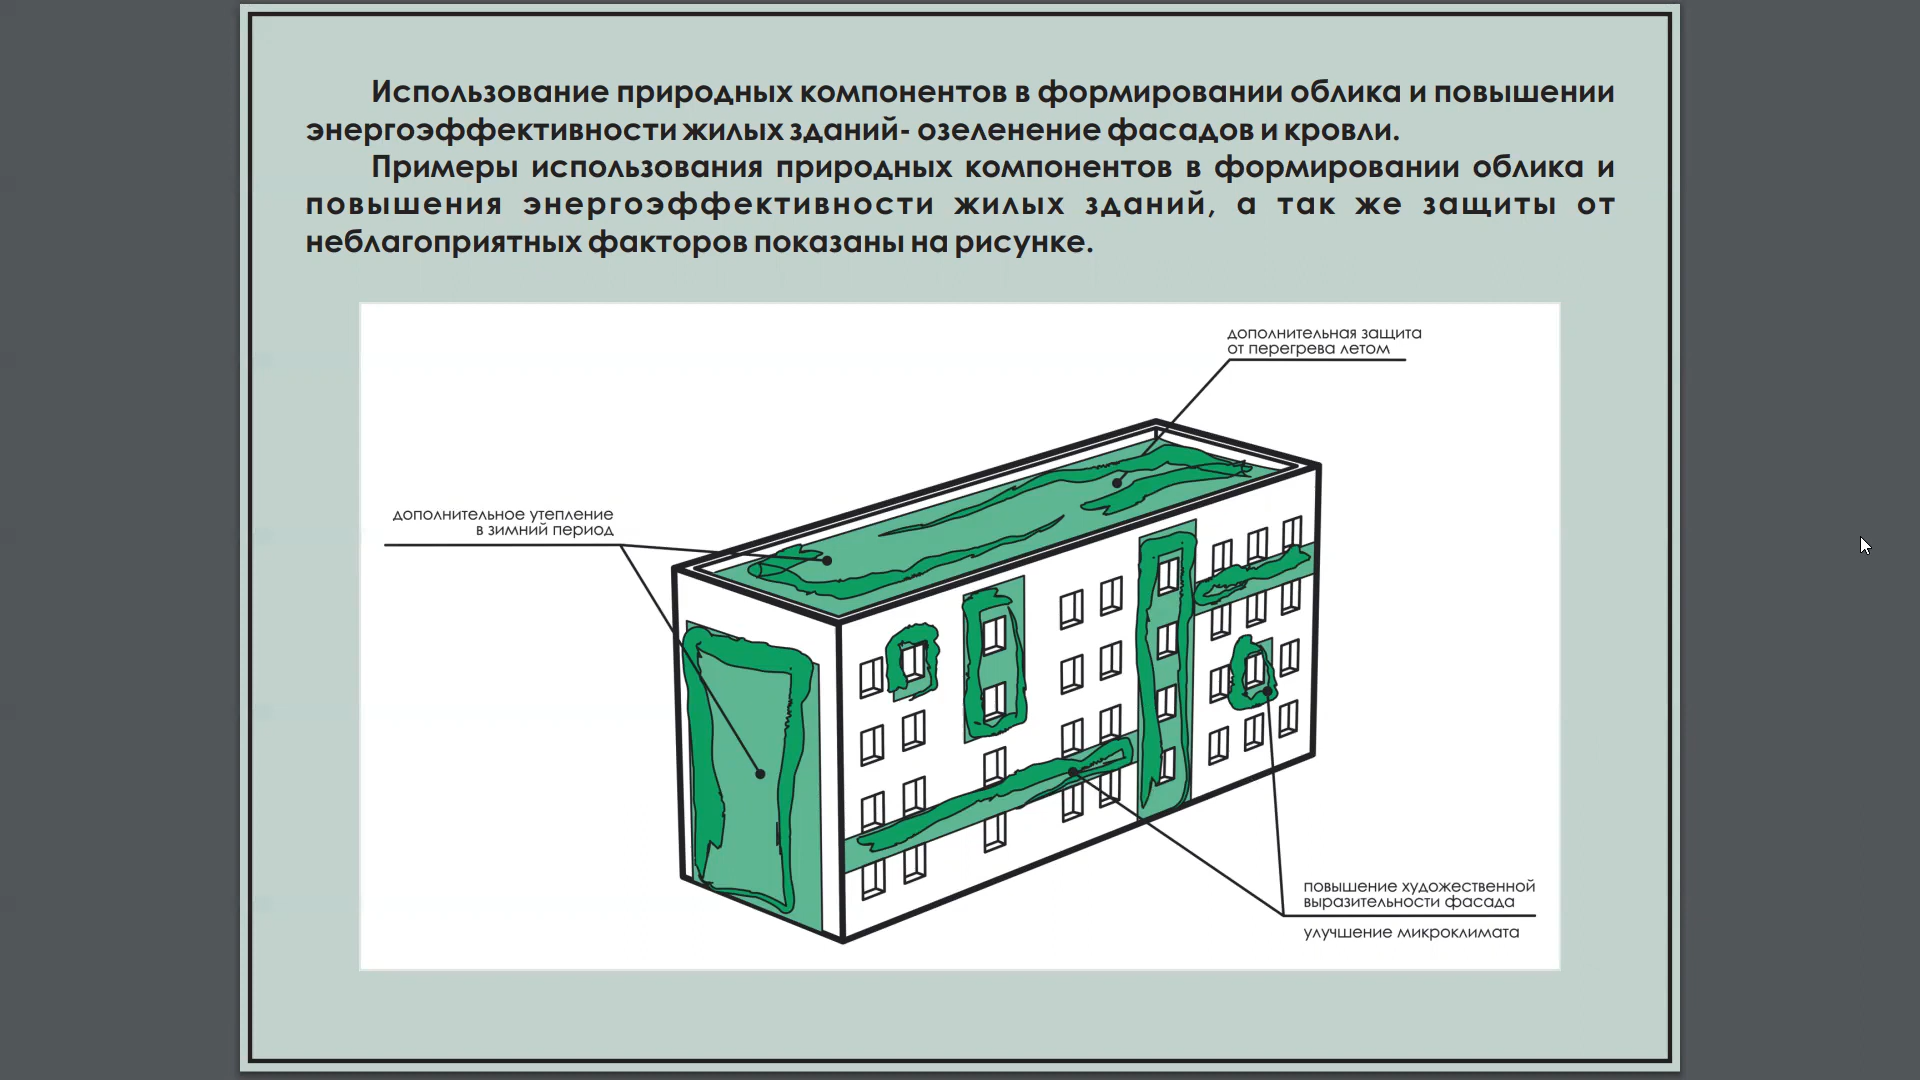 Использование природных компонентов в формировании облика и повышении
энергоэффективности жилых зданий- озеленение фасадов и кровли.
Примеры использования природных компонентов в формировании облика и
повышения энергоэффективности жилых зданий, а так же защиты от
неблагоприятных факторов показаны на рисунке.
дополнительная защита
от перегрева летом
дополнительное утепление
в зимний период
повышение художественной
выразительности фасада
улучшение микроклимата